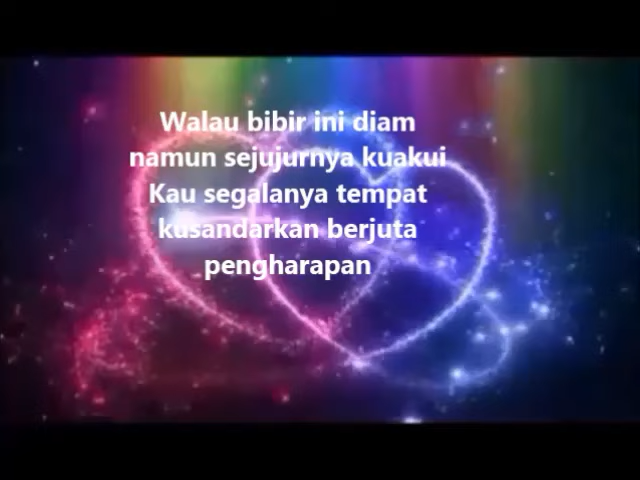 Walau bibir ini diam
namun sejujurnya kuakui
Kau segalanya tempat
kusandarkan berjuta
pengharapan